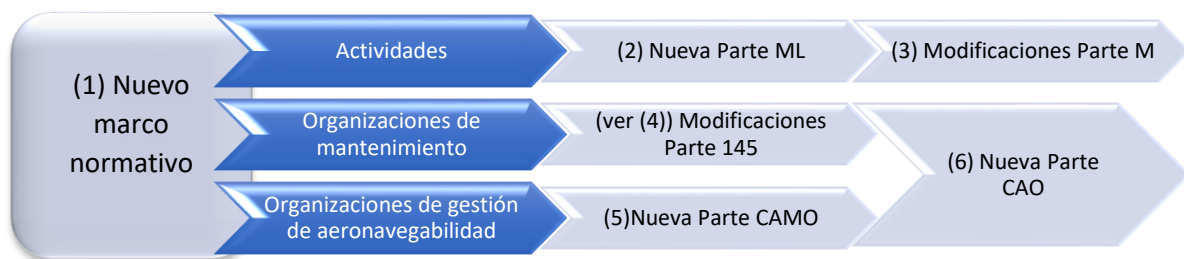 (1) Nuevo
marco
normativo
Actividades
(2) Nueva Parte ML
(3) Modificaciones Parte M
Organizaciones de
mantenimiento
(ver (4)) Modificaciones
Parte 145
Organizaciones de gestión
de aeronavegabilidad
(5)Nueva Parte CAMO
(6) Nueva Parte
CAO